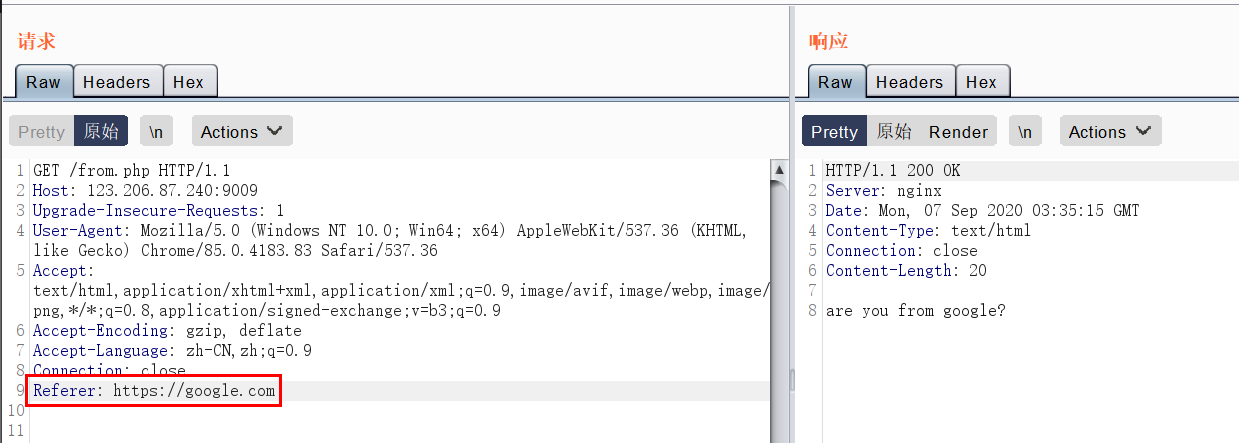 请求
Raw Headers Hex
Pretty 原始 \n Actions
1 GET /from.php HTTP/1.1
2 Host: 123.206.87.240:9009
3 Upgrade-Insecure-Requests: 1
4 User-Agent: Mozilla/5.0 (Windows NT 10.0; Win64; x64) AppleWebKit/537.36 (KHTML,
like Gecko) Chrome/85.0.4183.83 Safari/537.36
5 Accept:
text/html,application/xhtml+xml,application/xml;q=0.9,image/avif,image/webp,image/
png,*/*;q=0.8,application/signed-exchange;v=b3;q=0.9
6 Accept-Encoding: gzip, deflate
7 Accept-Language: zh-CN,zh;q=0.9
8 Connection: close
9 Referer: https://google.com
10
11
响应
Raw Headers Hex
Pretty 原始 Render \n Actions
1 HTTP/1.1 200 OK
2 Server: nginx
3 Date: Mon, 07 Sep 2020 03:35:15 GMT
4 Content-Type: text/html
5 Connection: close
6 Content-Length: 20
7
8 are you from google?